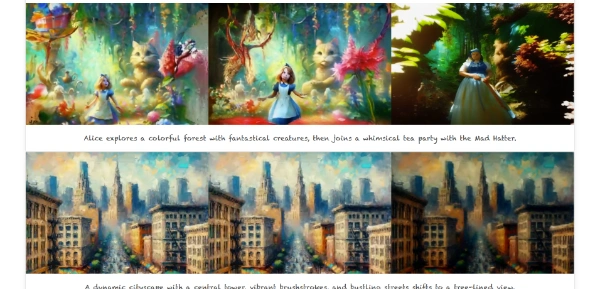 Alice explores a colorful forest with fantastical creatures, then joins a whimsical tea party with the Mad Hatter.
A dynamic cityscape with a central tower, vibrant brushstrokes, and bustling streets shifts to a tree-lined view.